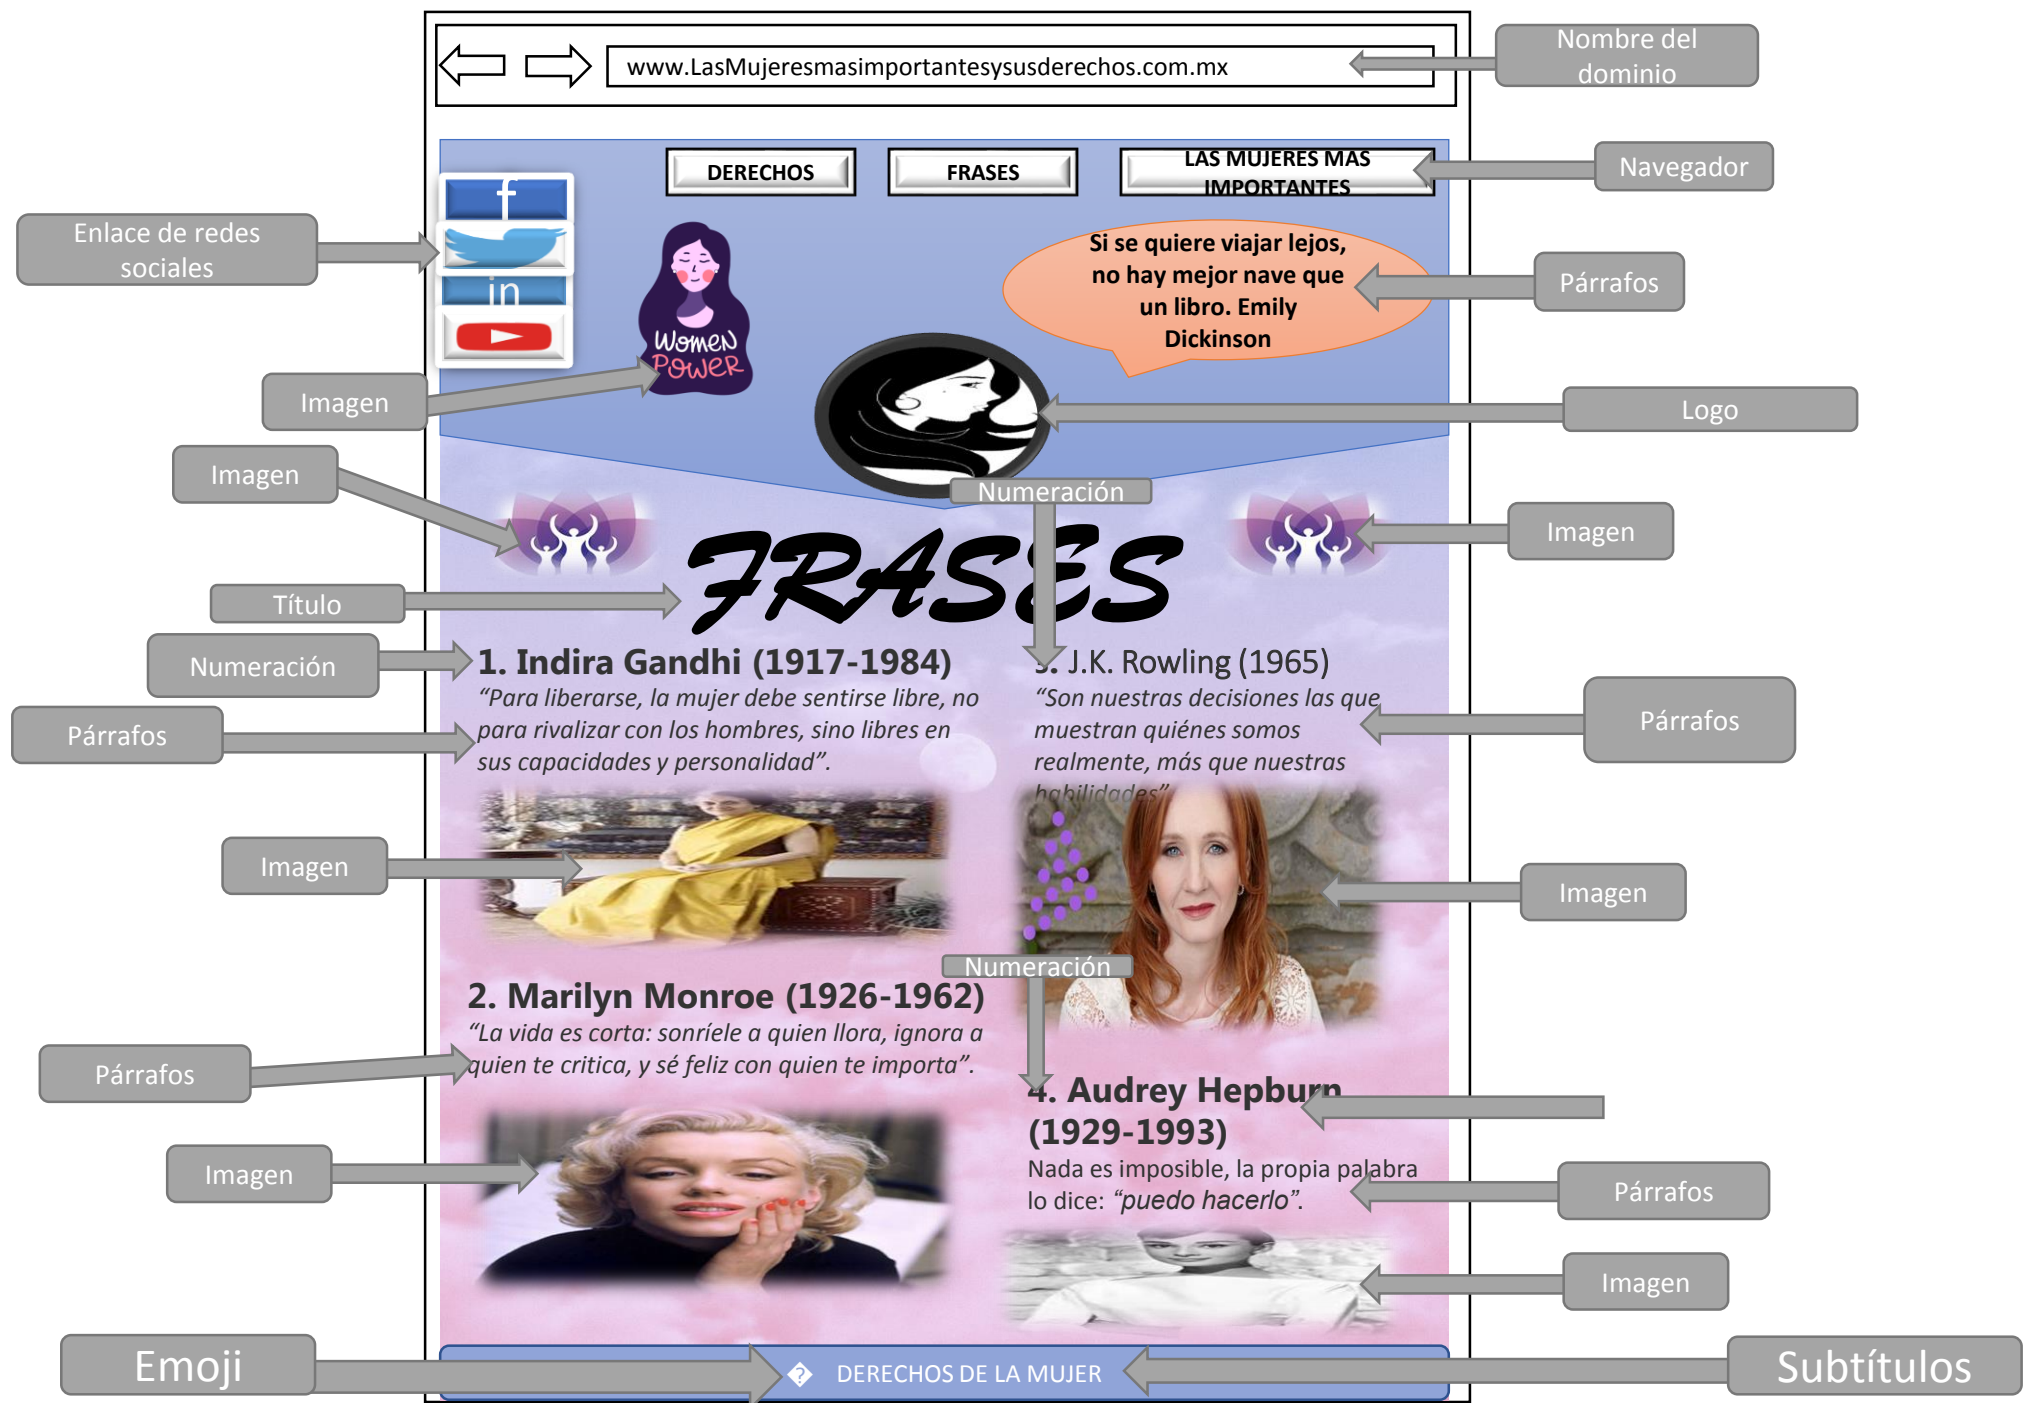 www.LasMujeresmasimportantesysusderechos.com.mx
Nombre del
dominio
DERECHOS
FRASES
LAS MUJERES MAS
IMPORTANTES
Navegador
f
in
Enlace de redes
sociales
Women
Power
Si se quiere viajar lejos,
no hay mejor nave que
un libro. Emily
Dickinson
Párrafos
Imagen
Logo
Imagen
Numeración
Imagen
FRASES
Título
Numeración
1. Indira Gandhi (1917-1984)
“Para liberarse, la mujer debe sentirse libre, no
para rivalizar con los hombres, sino libres en
sus capacidades y personalidad”.
Párrafos
3. J.K. Rowling (1965)
“Son nuestras decisiones las que
muestran quiénes somos
realmente, más que nuestras
habilidades”
Párrafos
Imagen
Imagen
Numeración
2. Marilyn Monroe (1926-1962)
“La vida es corta: sonríele a quien llora, ignora a
quien te critica, y sé feliz con quien te importa”.
Párrafos
4. Audrey Hepburn
(1929-1993)
Nada es imposible, la propia palabra
lo dice: “puedo hacerlo”.
Párrafos
Imagen
Imagen
Emoji
DERECHOS DE LA MUJER
Subtítulos